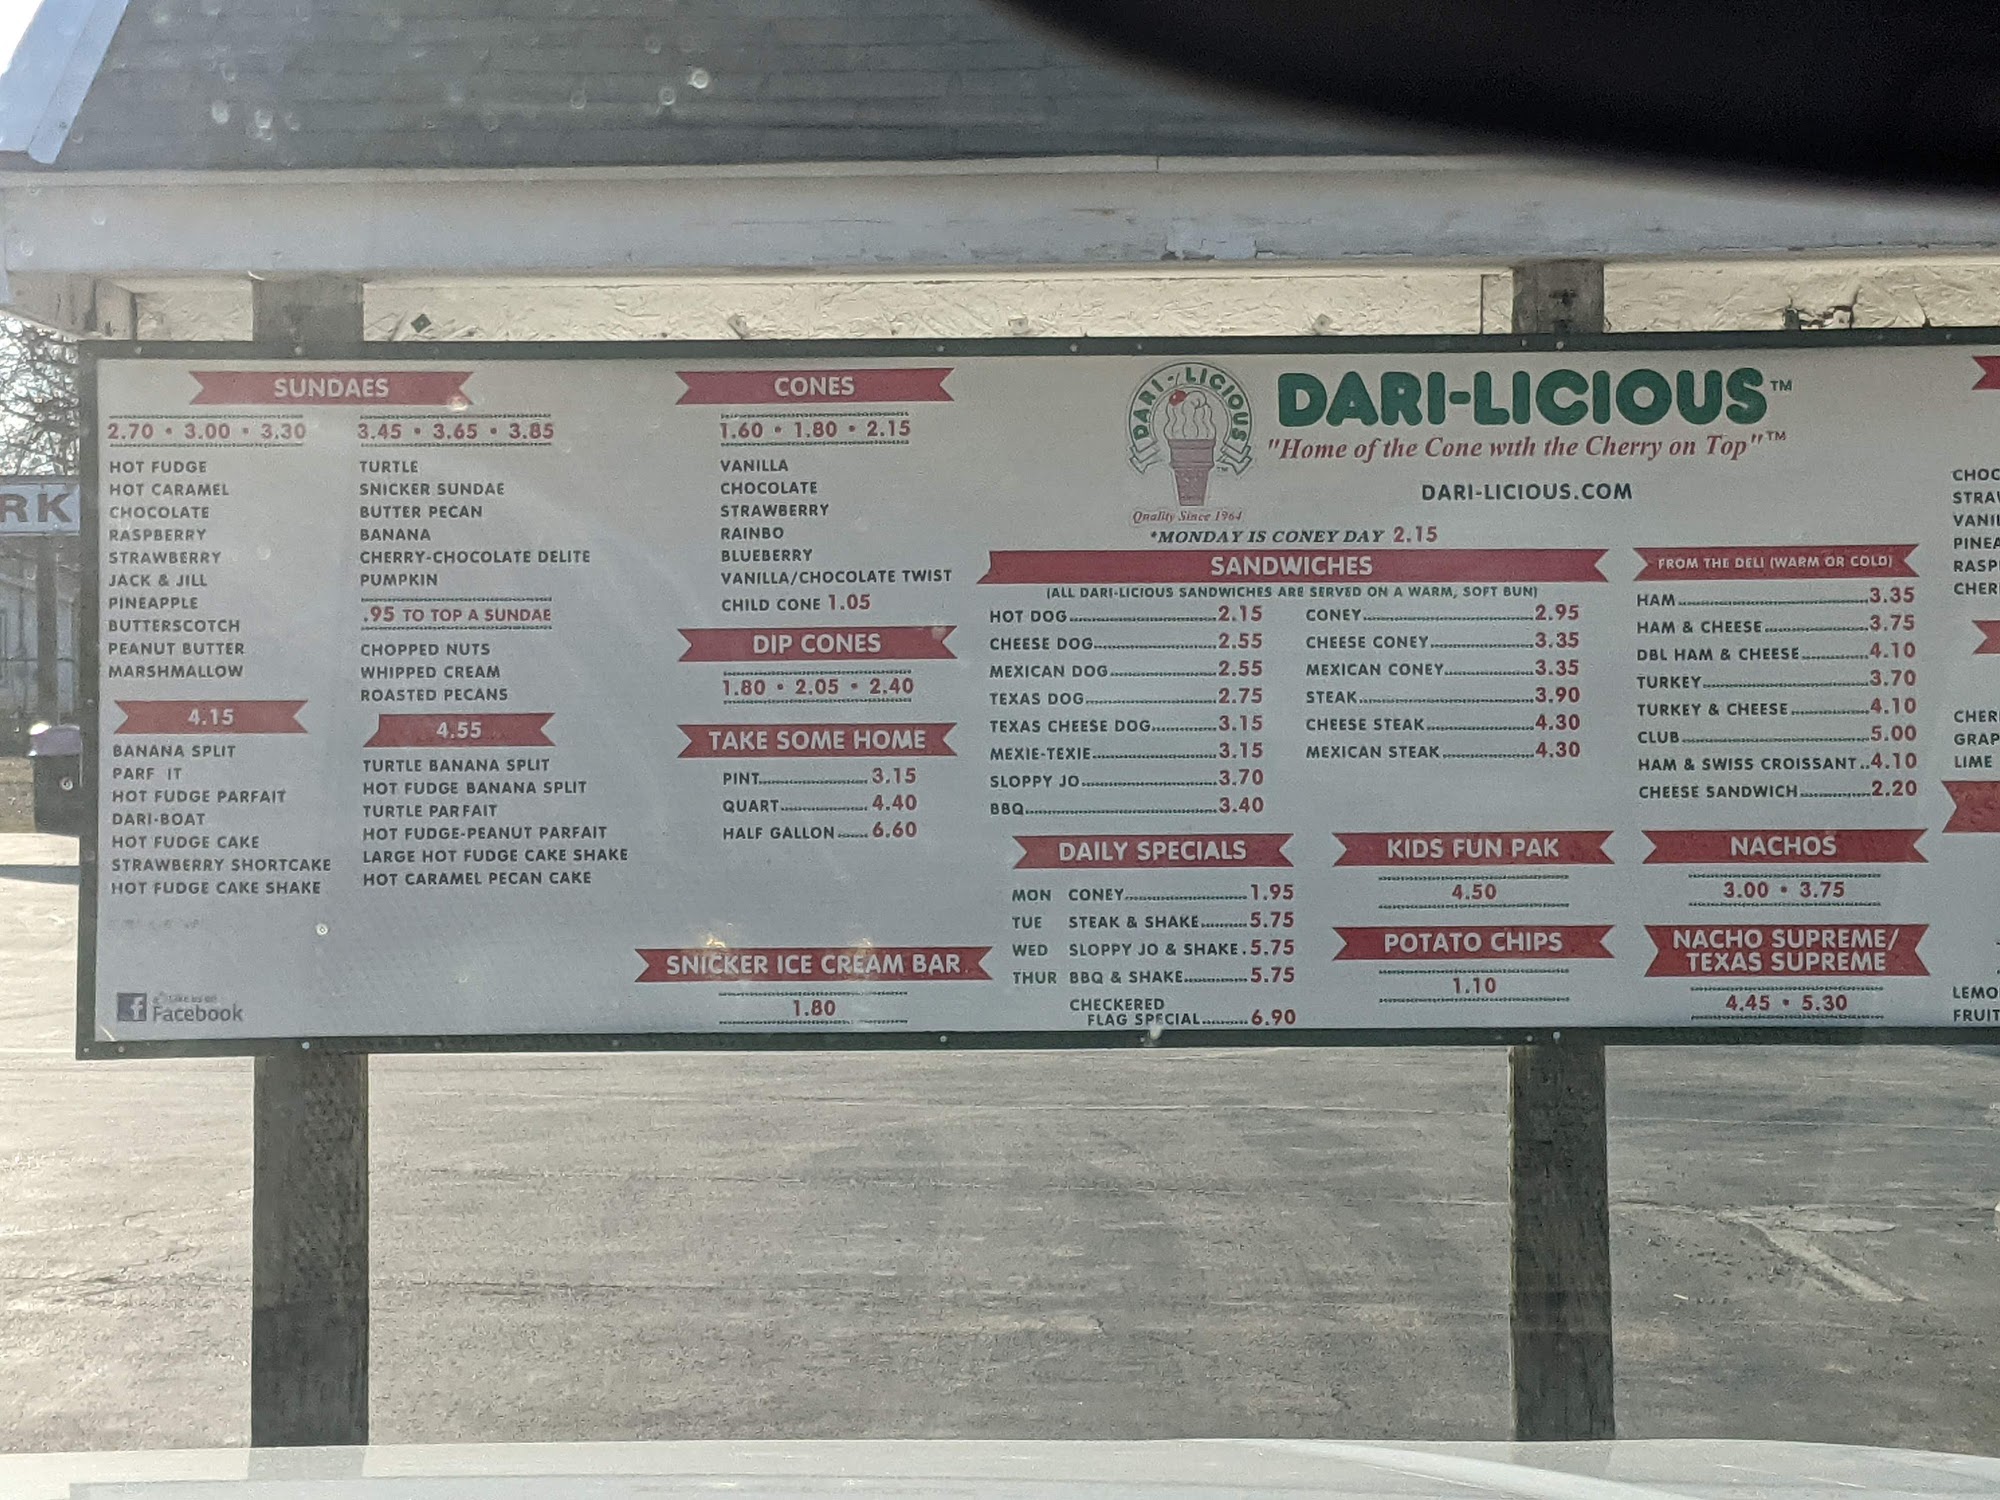 RK
SUNDAES
2.70 • 3.00 • 3.30
HOT FUDGE
HOT CARAMEL
CHOCOLATE
RASPBERRY
STRAWBERRY
JACK & JILL
PINEAPPLE
BUTTERSCOTCH
PEANUT BUTTER
MARSHMALLOW
4.15
BANANA SPLIT
PARF IT
HOT FUDGE PARFAIT
DARI-BOAT
HOT FUDGE CAKE
STRAWBERRY SHORTCAKE
HOT FUDGE CAKE SHAKE
Like us on
Facebook
3.45 • 3.65 • 3.85
TURTLE
SNICKER SUNDAE
BUTTER PECAN
BANANA
CHERRY-CHOCOLATE DELITE
PUMPKIN
.95 TO TOP A SUNDAE
CHOPPED NUTS
WHIPPED CREAM
ROASTED PECANS
4.55
TURTLE BANANA SPLIT
HOT FUDGE BANANA SPLIT
TURTLE PARFAIT
HOT FUDGE-PEANUT PARFAIT
LARGE HOT FUDGE CAKE SHAKE
HOT CARAMEL PECAN CAKE
CONES
1.60 • 1.80 • 2.15
VANILLA
CHOCOLATE
STRAWBERRY
RAINBO
BLUEBERRY
VANILLA/CHOCOLATE TWIST
CHILD CONE 1.05
DIP CONES
1.80 • 2.05 • 2.40
TAKE SOME HOME
PINT 3.15
QUART 4.40
HALF GALLON 6.60
SNICKER ICE CREAM BAR
1.80
DARI-LICIOUS
Quality Since 1964
DARI-LICIOUS™
"Home of the Cone with the Cherry on Top"™
DARI-LICIOUS.COM
*MONDAY IS CONEY DAY 2.15
SANDWICHES
(ALL DARI-LICIOUS SANDWICHES ARE SERVED ON A WARM, SOFT BUN)
HOT DOG 2.15
CHEESE DOG 2.55
MEXICAN DOG 2.55
TEXAS DOG 2.75
TEXAS CHEESE DOG 3.15
MEXIE-TEXIE 3.15
SLOPPY JO 3.70
BBQ 3.40
CONEY 2.95
CHEESE CONEY 3.35
MEXICAN CONEY 3.35
STEAK 3.90
CHEESE STEAK 4.30
MEXICAN STEAK 4.30
DAILY SPECIALS
MON CONEY 1.95
TUE STEAK & SHAKE 5.75
WED SLOPPY JO & SHAKE 5.75
THUR BBQ & SHAKE 5.75
CHECKERED
FLAG SPECIAL 6.90
KIDS FUN PAK
4.50
POTATO CHIPS
1.10
FROM THE DELI (WARM OR COLD)
HAM 3.35
HAM & CHEESE 3.75
DBL HAM & CHEESE 4.10
TURKEY 3.70
TURKEY & CHEESE 4.10
CLUB 5.00
HAM & SWISS CROISSANT 4.10
CHEESE SANDWICH 2.20
NACHOS
3.00 • 3.75
NACHO SUPREME/
TEXAS SUPREME
4.45 • 5.30
CHOC
STRA
VANI
PINEA
RASP
CHER
CHER
GRAP
LIME
LEMO
FRUIT